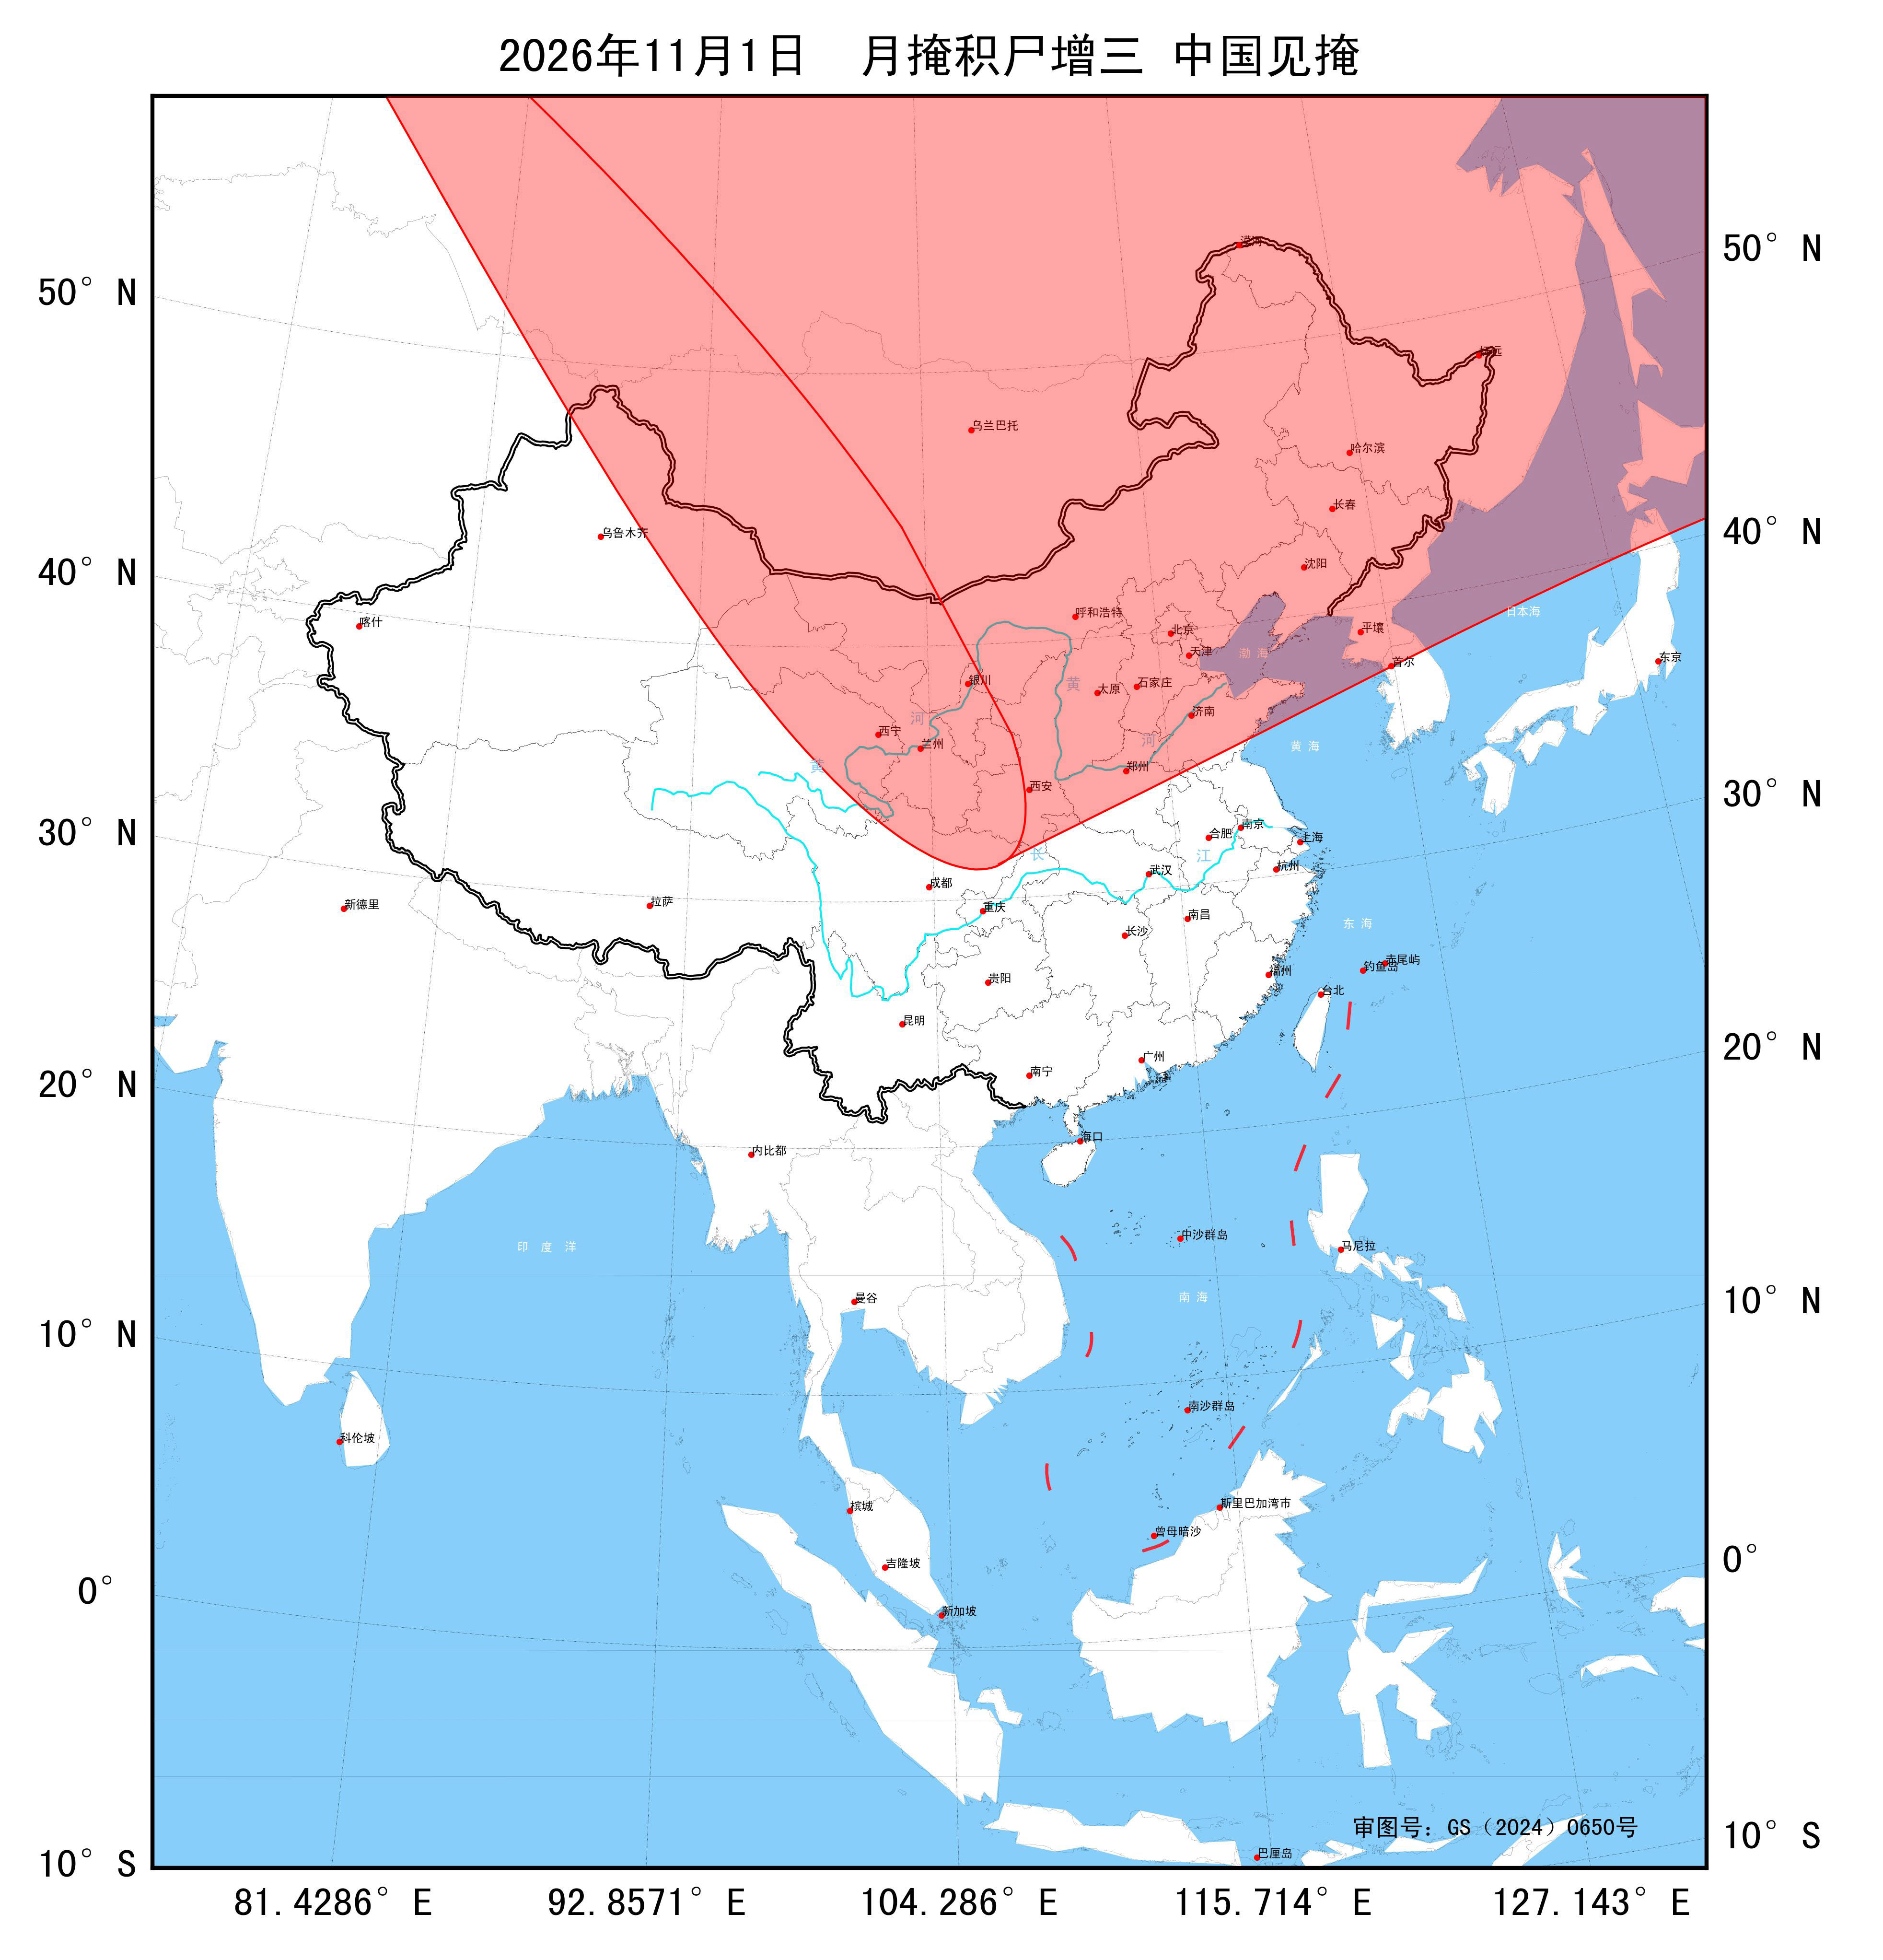 2026年11月1日 月掩积尸增三 中国见掩
50° N
50° N
漠河
抚远
乌兰巴托
哈尔滨
长春
乌鲁木齐
40° N
40° N
沈阳
喀什
呼和浩特
日本海
北京
平壤
天津
渤 海
首尔
东京
银川
黄
太原
石家庄
河
济南
西宁
兰州
河
黄 海
黄
郑州
西安
30° N
30° N
南京
合肥
上海
长
江
杭州
武汉
成都
新德里
拉萨
重庆
南昌
东 海
长沙
赤尾屿
钓鱼岛
福州
贵阳
台北
昆明
20° N
20° N
广州
南宁
海口
内比都
中沙群岛
马尼拉
印 度 洋
曼谷
南 海
10° N
10° N
南沙群岛
科伦坡
槟城
斯里巴加湾市
曾母暗沙
吉隆坡
0°
0°
新加坡
审图号：GS（2024）0650号
巴厘岛
10° S
10° S
81.4286° E
92.8571° E
104.286° E
115.714° E
127.143° E